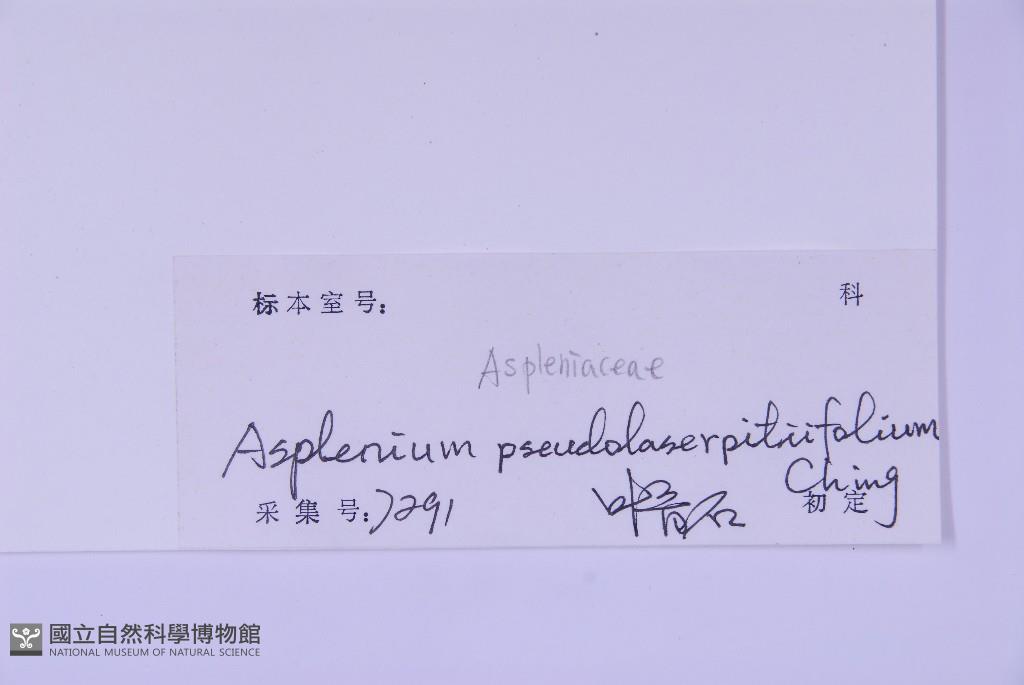 标本室号：
科
Aspleniaceae
Asplenium pseudolaserpitiifolium
Ching
采集号：7291
初定
國立自然科學博物館
NATIONAL MUSEUM OF NATURAL SCIENCE